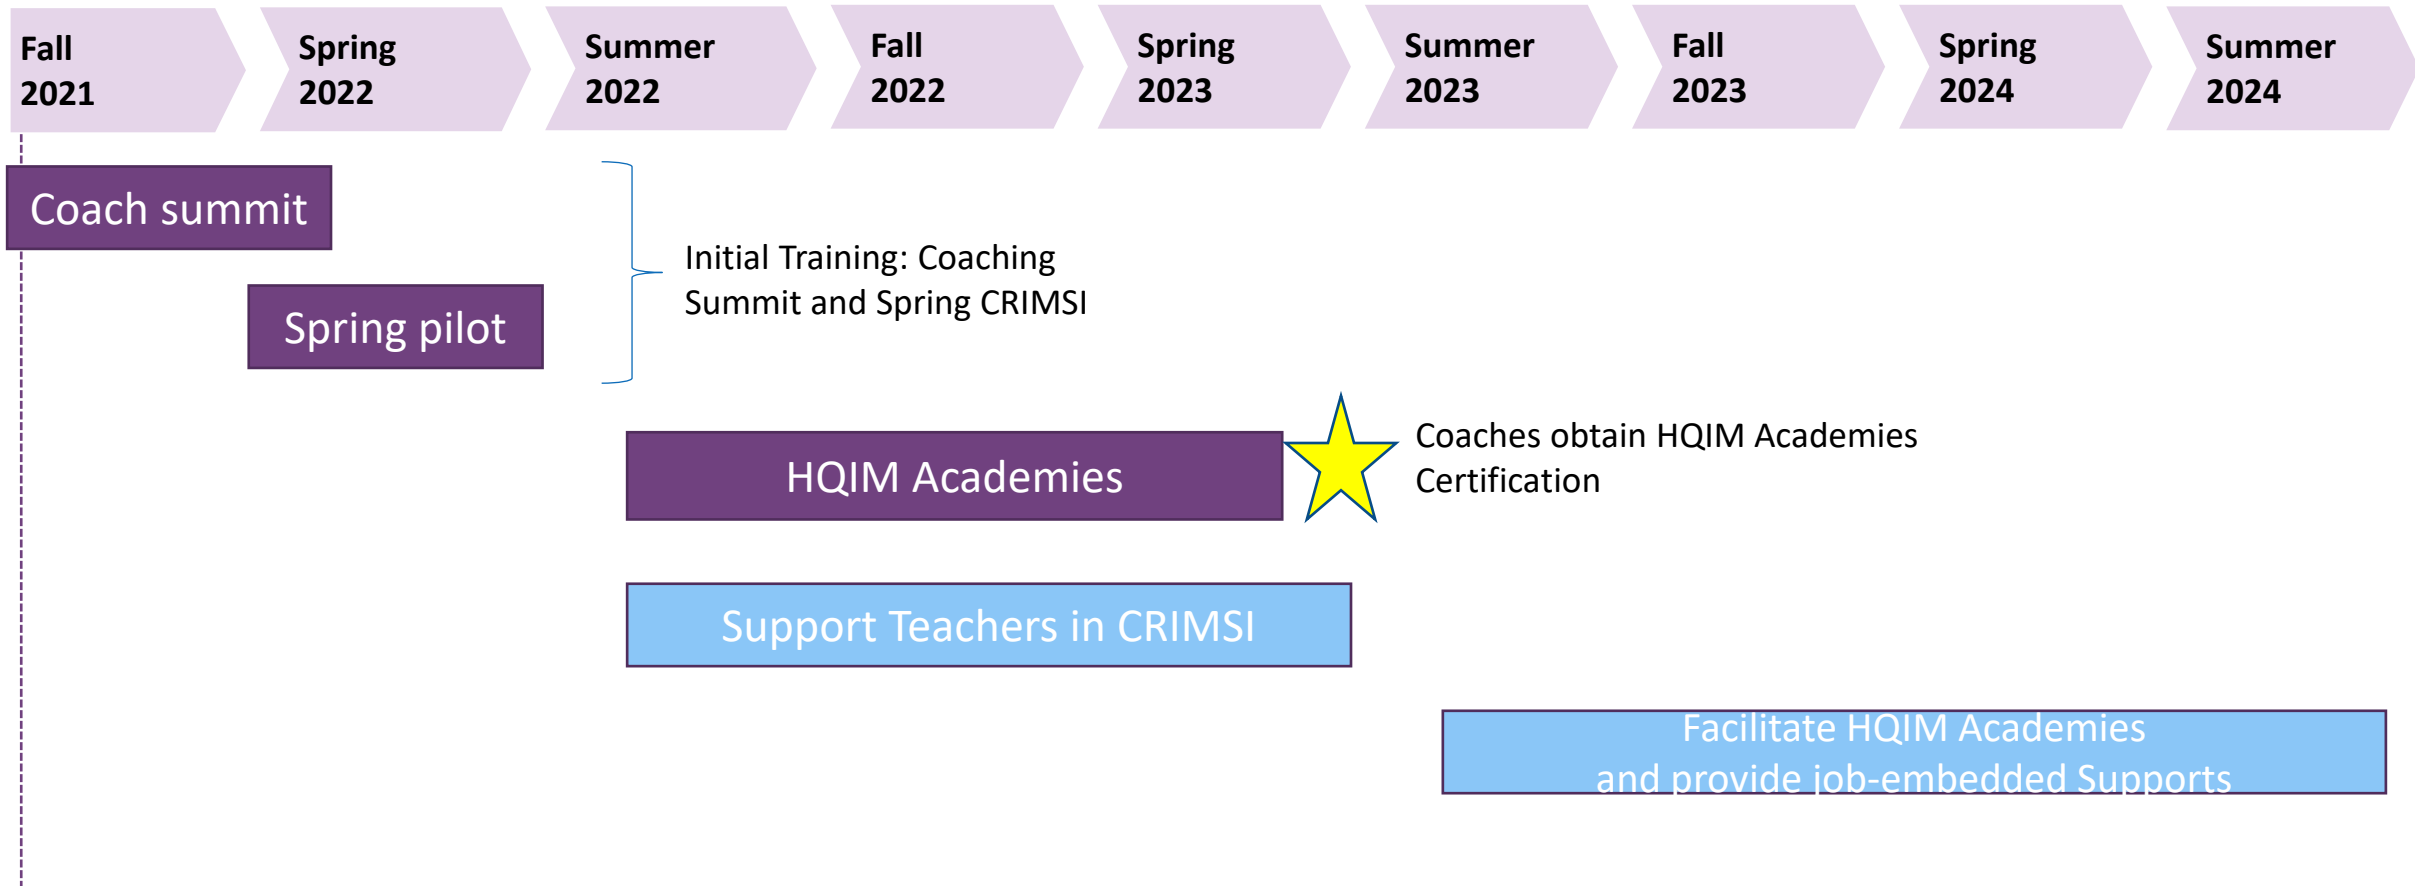 Fall
2021
Spring
2022
Summer
2022
Fall
2022
Spring
2023
Summer
2023
Fall
2023
Spring
2024
Summer
2024
Coach summit
Spring pilot
Initial Training: Coaching
Summit and Spring CRIMSI
HQIM Academies
Coaches obtain HQIM Academies
Certification
Support Teachers in CRIMSI
Facilitate HQIM Academies
and provide job-embedded Supports